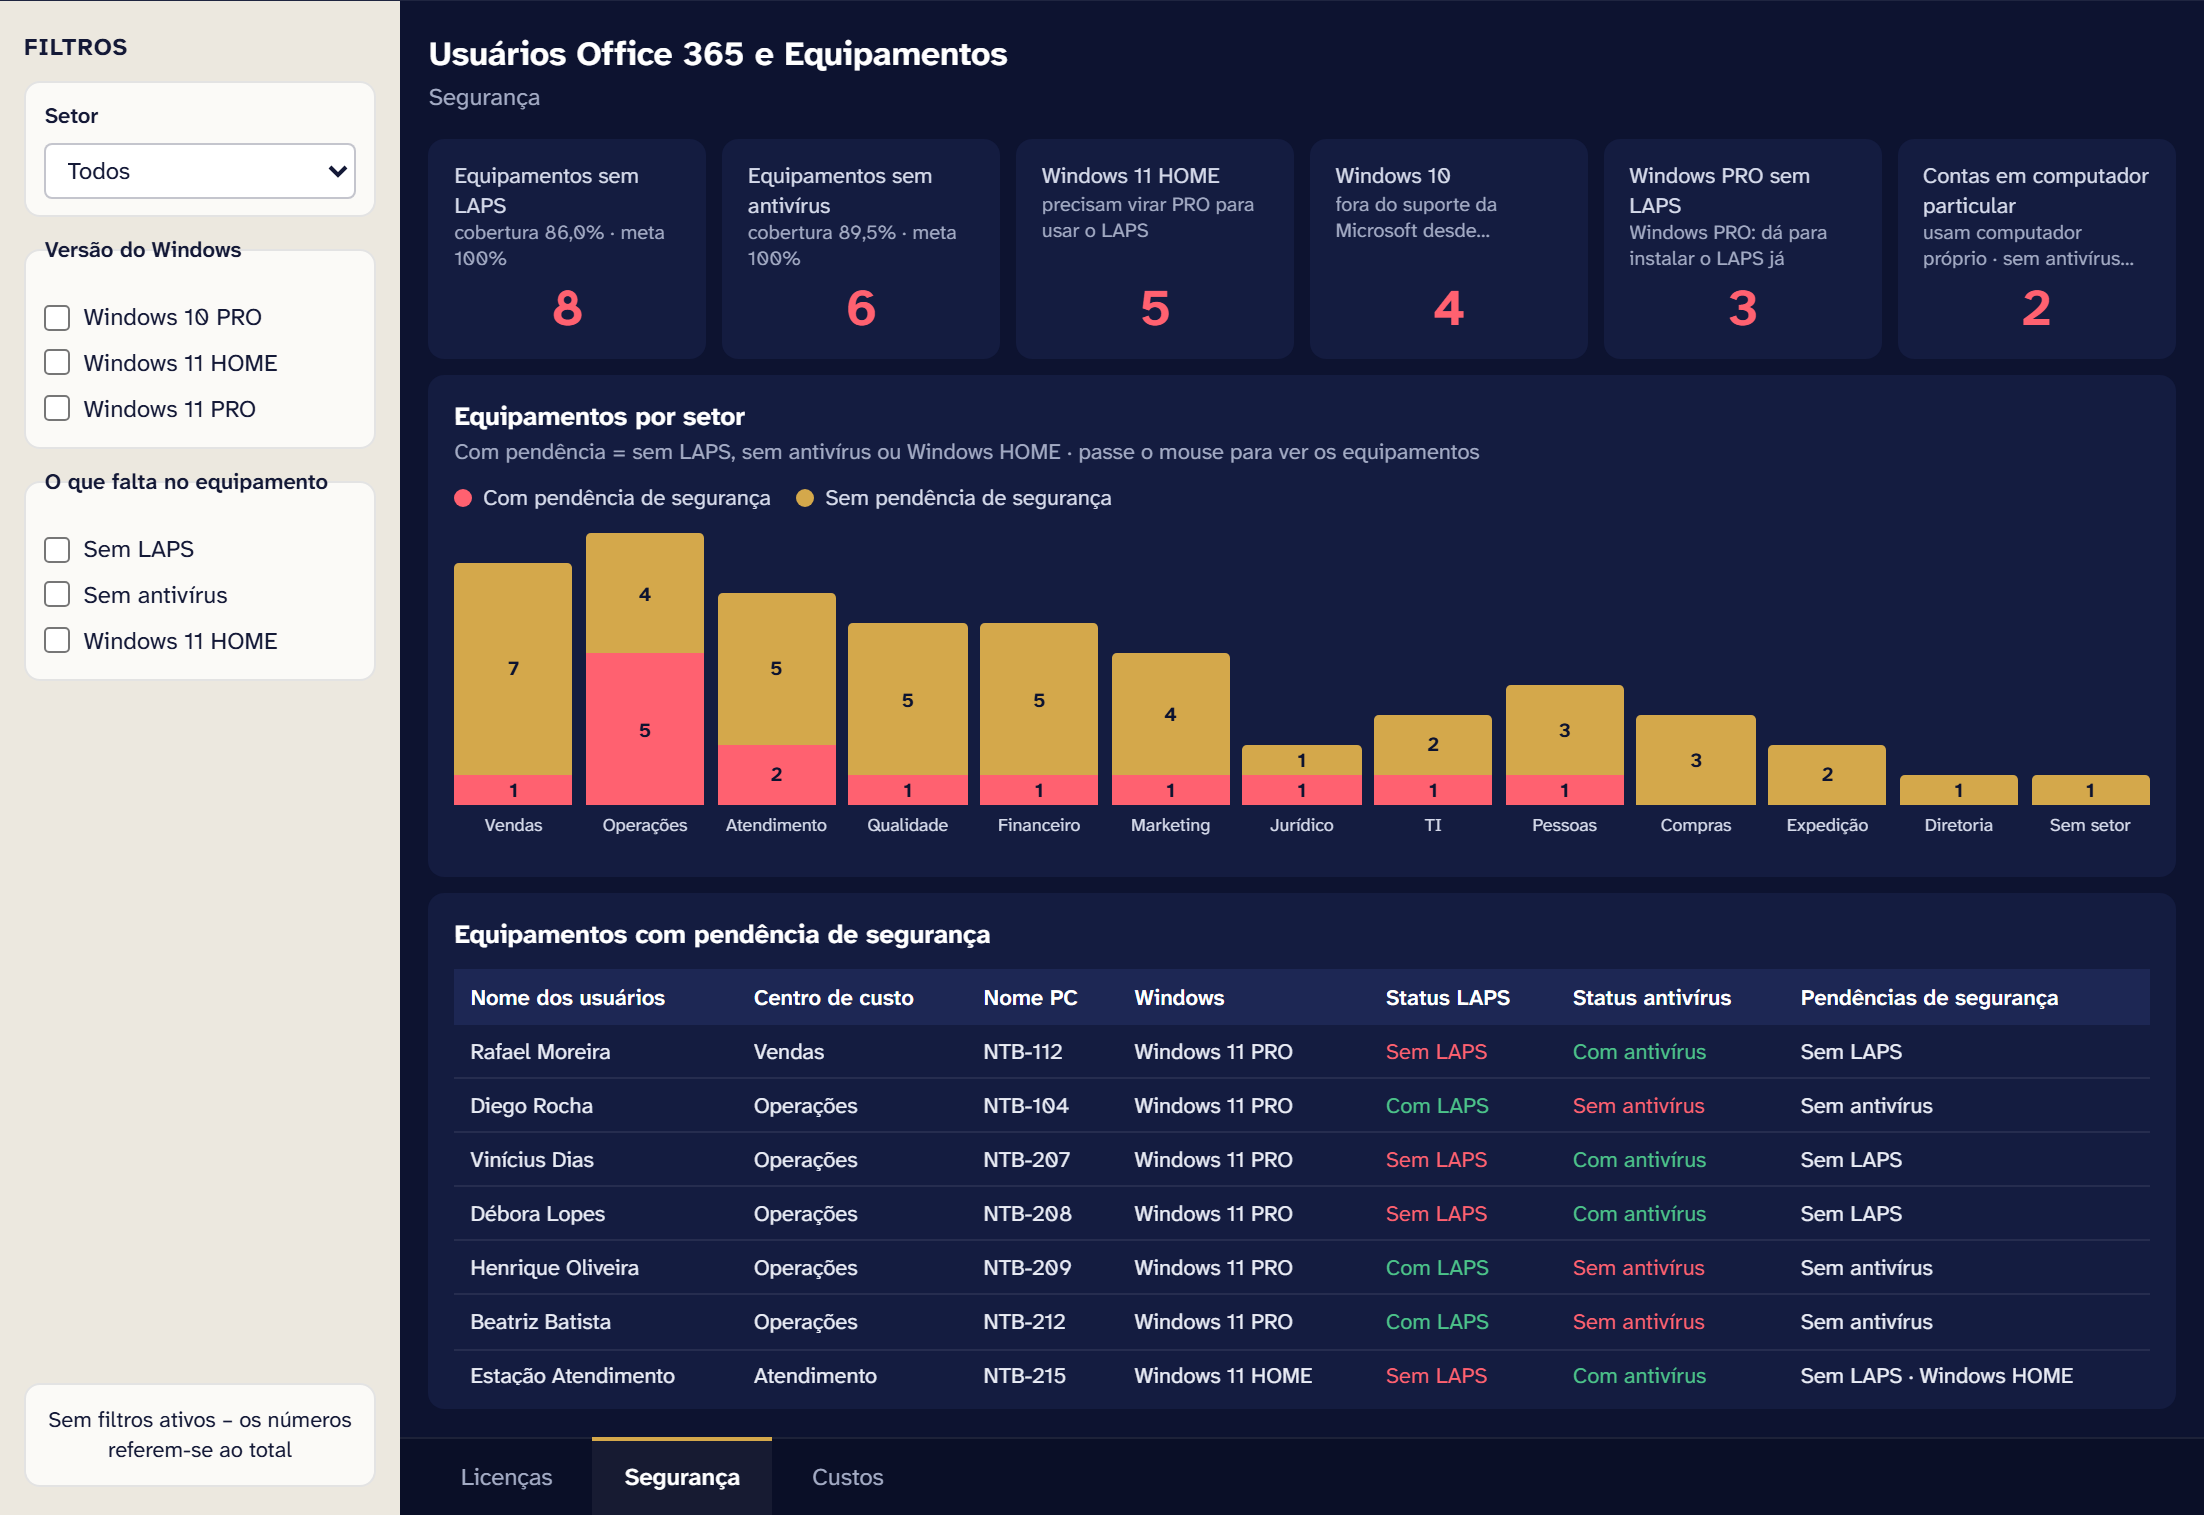 FILTROS
Setor
Todos
Versão do Windows
Windows 10 PRO
Windows 11 HOME
Windows 11 PRO
O que falta no equipamento
Sem LAPS
Sem antivírus
Windows 11 HOME
Sem filtros ativos – os números
referem-se ao total
Usuários Office 365 e Equipamentos
Segurança
Equipamentos sem
LAPS
cobertura 86,0% · meta
100%
8
Equipamentos sem
antivírus
cobertura 89,5% · meta
100%
6
Windows 11 HOME
precisam virar PRO para
usar o LAPS
5
Windows 10
fora do suporte da
Microsoft desde...
4
Windows PRO sem
LAPS
Windows PRO: dá para
instalar o LAPS já
3
Contas em computador
particular
usam computador
próprio · sem antivírus...
2
Equipamentos por setor
Com pendência = sem LAPS, sem antivírus ou Windows HOME · passe o mouse para ver os equipamentos
Com pendência de segurança Sem pendência de segurança
7 4 5 5 5 4 1 2 3 3 2 1 1
1 5 2 1 1 1 1 1 1
Vendas Operações Atendimento Qualidade Financeiro Marketing Jurídico TI Pessoas Compras Expedição Diretoria Sem setor
Equipamentos com pendência de segurança
Nome dos usuários Centro de custo Nome PC Windows Status LAPS Status antivírus Pendências de segurança
Rafael Moreira Vendas NTB-112 Windows 11 PRO Sem LAPS Com antivírus Sem LAPS
Diego Rocha Operações NTB-104 Windows 11 PRO Com LAPS Sem antivírus Sem antivírus
Vinícius Dias Operações NTB-207 Windows 11 PRO Sem LAPS Com antivírus Sem LAPS
Débora Lopes Operações NTB-208 Windows 11 PRO Sem LAPS Com antivírus Sem LAPS
Henrique Oliveira Operações NTB-209 Windows 11 PRO Com LAPS Sem antivírus Sem antivírus
Beatriz Batista Operações NTB-212 Windows 11 PRO Com LAPS Sem antivírus Sem antivírus
Estação Atendimento Atendimento NTB-215 Windows 11 HOME Sem LAPS Com antivírus Sem LAPS · Windows HOME
Licenças Segurança Custos